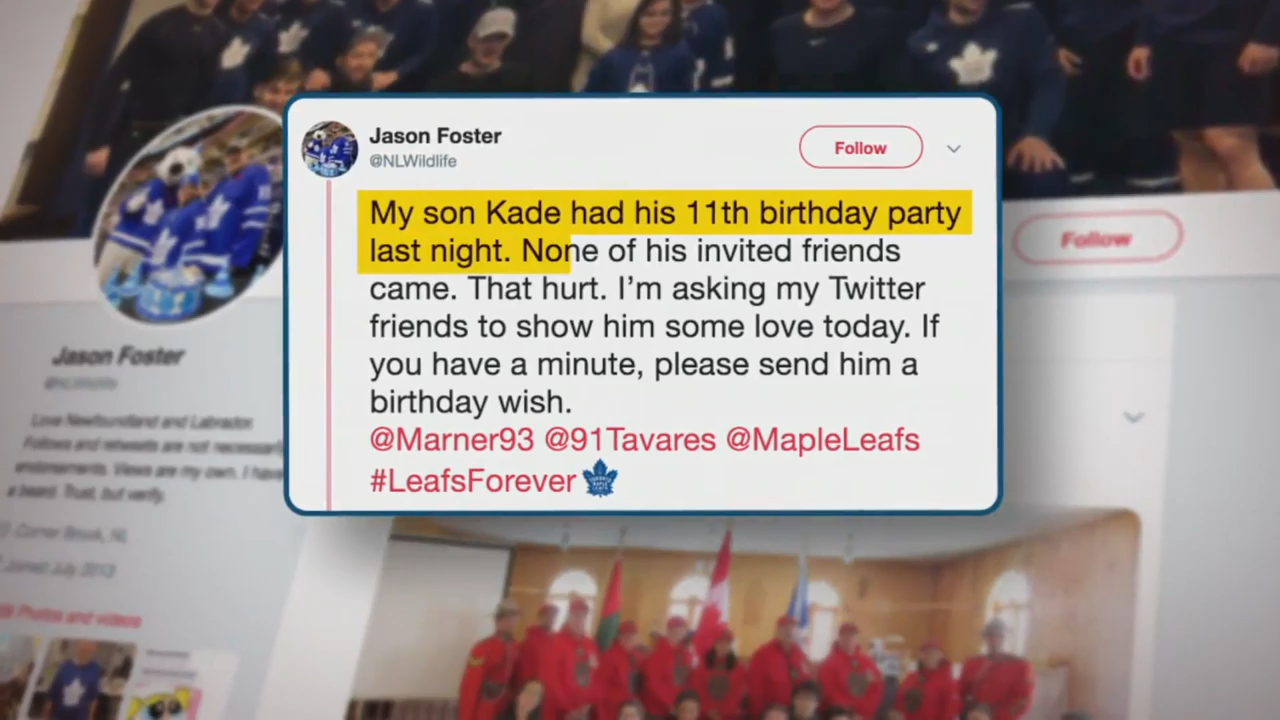 Jason Foster
@NLWildlife
Follow
My son Kade had his 11th birthday party
last night. None of his invited friends
came. That hurt. I'm asking my Twitter
friends to show him some love today. If
you have a minute, please send him a
birthday wish.
@Marner93 @91Tavares @MapleLeafs
#LeafsForever
Follow
Jason Foster
@NLWildlife
Love Newfoundland and Labrador.
Follows and retweets are not necessari
endorsements. Views are my own. I have
a beard. Trust, but verify.
Corner Brook, NL
Joined July 2013
Photos and videos